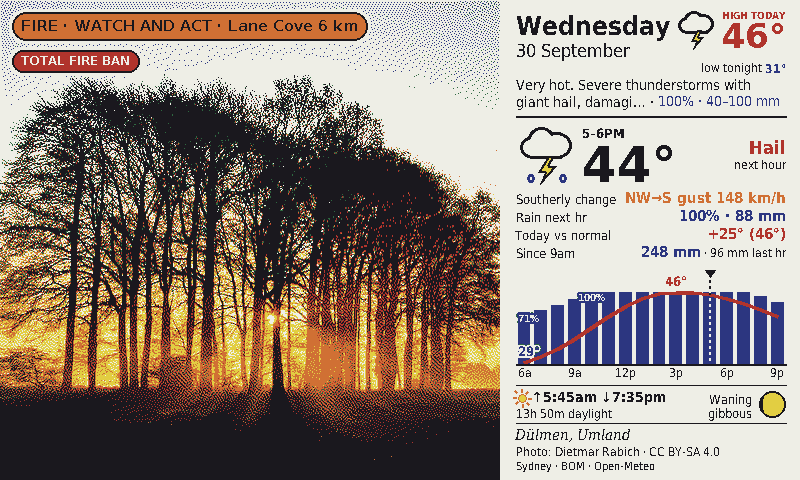 FIRE · WATCH AND ACT · Lane Cove 6 km
TOTAL FIRE BAN
Wednesday
30 September
HIGH TODAY
46°
low tonight 31°
Very hot. Severe thunderstorms with
giant hail, damagi... · 100% · 40–100 mm
5-6PM
44°
Hail
next hour
Southerly change NW→S gust 148 km/h
Rain next hr 100% · 88 mm
Today vs normal +25° (46°)
Since 9am 248 mm · 96 mm last hr
46°
100%
71%
29°
6a 9a 12p 3p 6p 9p
↑5:45am ↓7:35pm
13h 50m daylight
Waning
gibbous
Dülmen, Umland
Photo: Dietmar Rabich · CC BY-SA 4.0
Sydney · BOM · Open-Meteo